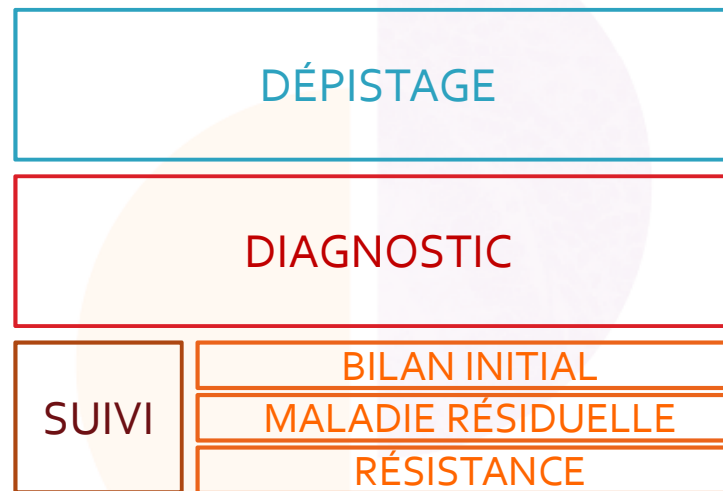 DÉPISTAGE
DIAGNOSTIC
SUIVI
BILAN INITIAL
MALADIE RÉSIDUELLE
RÉSISTANCE